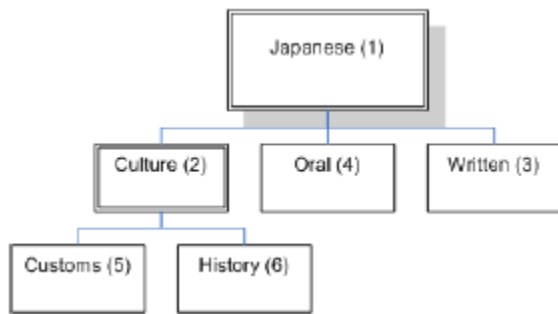 Japanese (1)
Culture (2)
Oral (4)
Written (3)
Customs (5)
History (6)